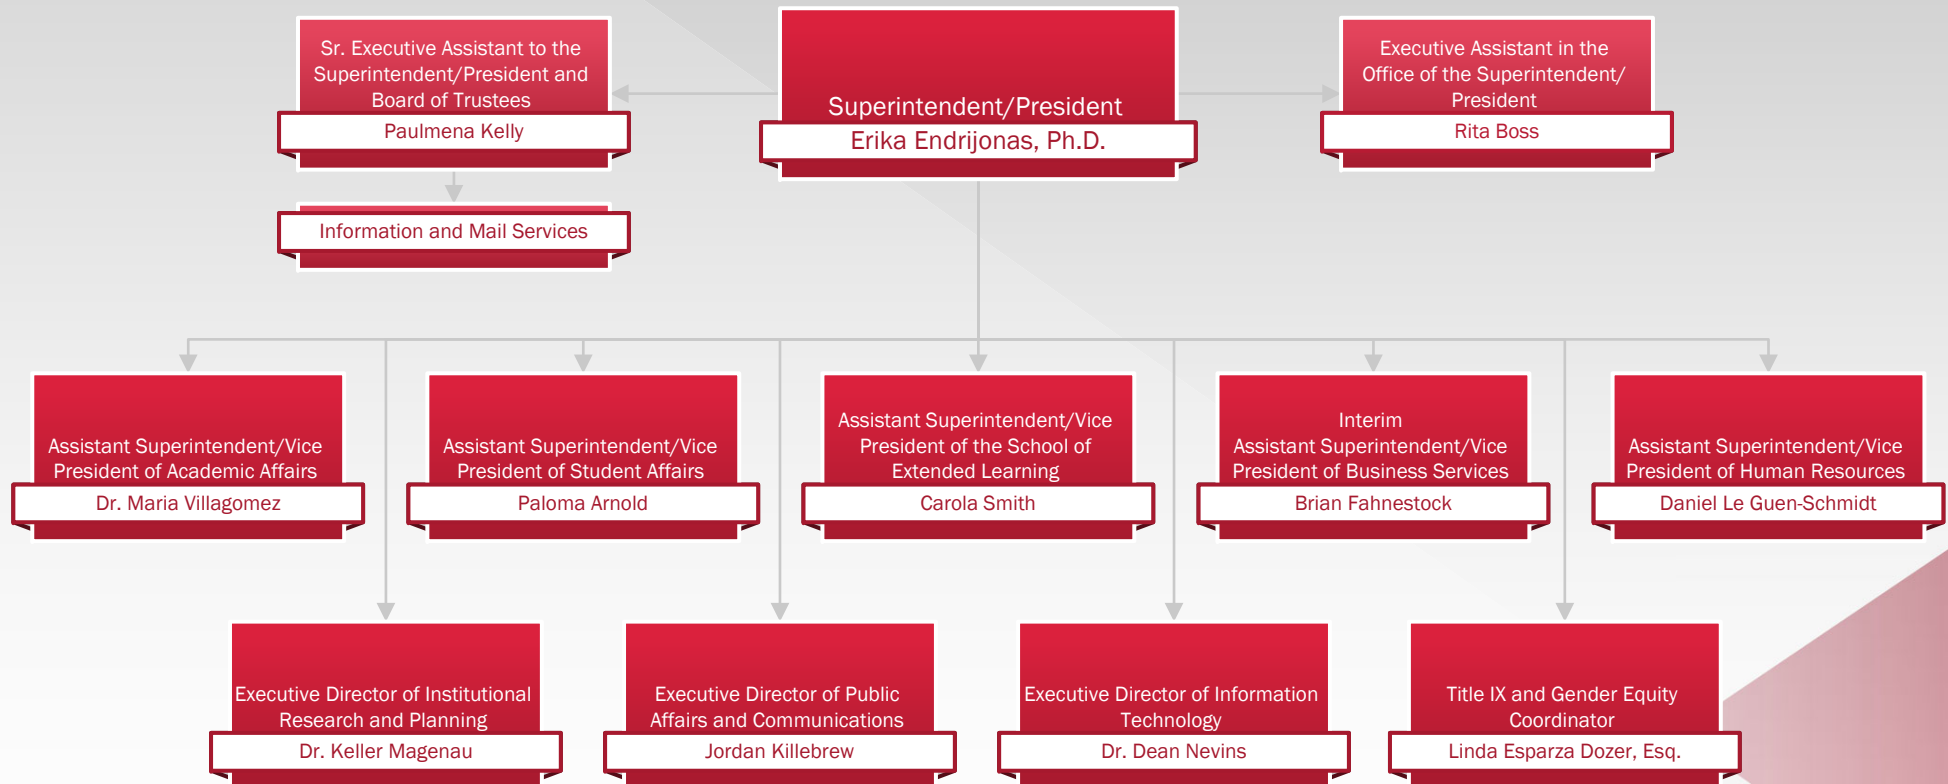 Sr. Executive Assistant to the
Superintendent/President and
Board of Trustees
Paulmena Kelly
Superintendent/President
Erika Endrijonas, Ph.D.
Executive Assistant in the
Office of the Superintendent/
President
Rita Boss
Information and Mail Services
Assistant Superintendent/Vice
President of Academic Affairs
Dr. Maria Villagomez
Assistant Superintendent/Vice
President of Student Affairs
Paloma Arnold
Assistant Superintendent/Vice
President of the School of
Extended Learning
Carola Smith
Interim
Assistant Superintendent/Vice
President of Business Services
Brian Fahnestock
Assistant Superintendent/Vice
President of Human Resources
Daniel Le Guen-Schmidt
Executive Director of Institutional
Research and Planning
Dr. Keller Magenau
Executive Director of Public
Affairs and Communications
Jordan Killebrew
Executive Director of Information
Technology
Dr. Dean Nevins
Title IX and Gender Equity
Coordinator
Linda Esparza Dozer, Esq.